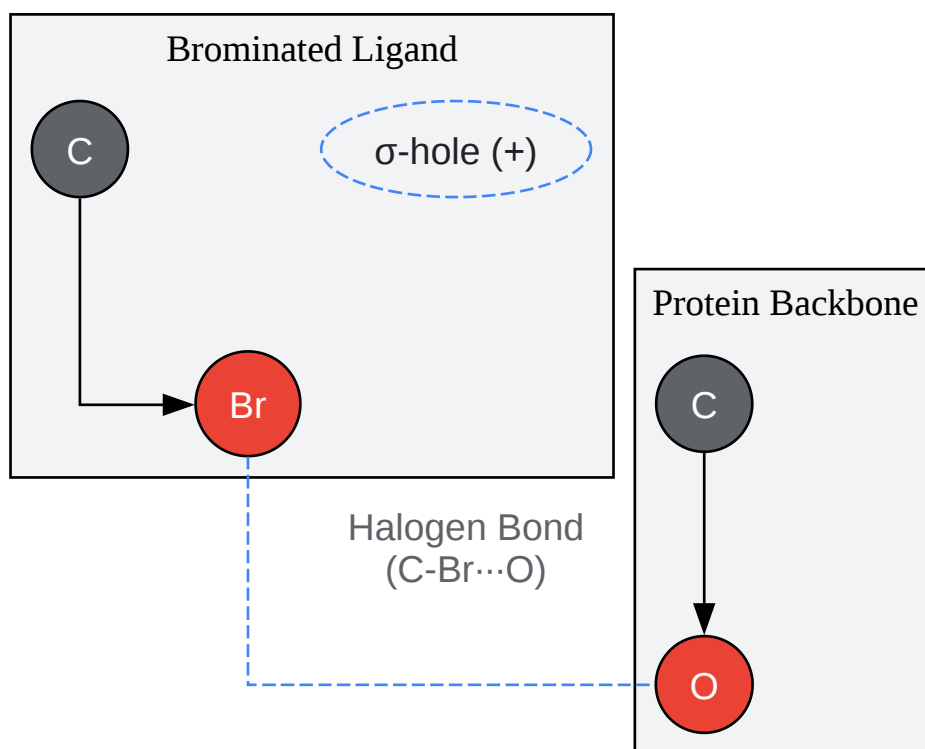 Brominated Ligand
C
σ-hole (+)
Br
Protein Backbone
C
Halogen Bond
(C-Br···O)
O